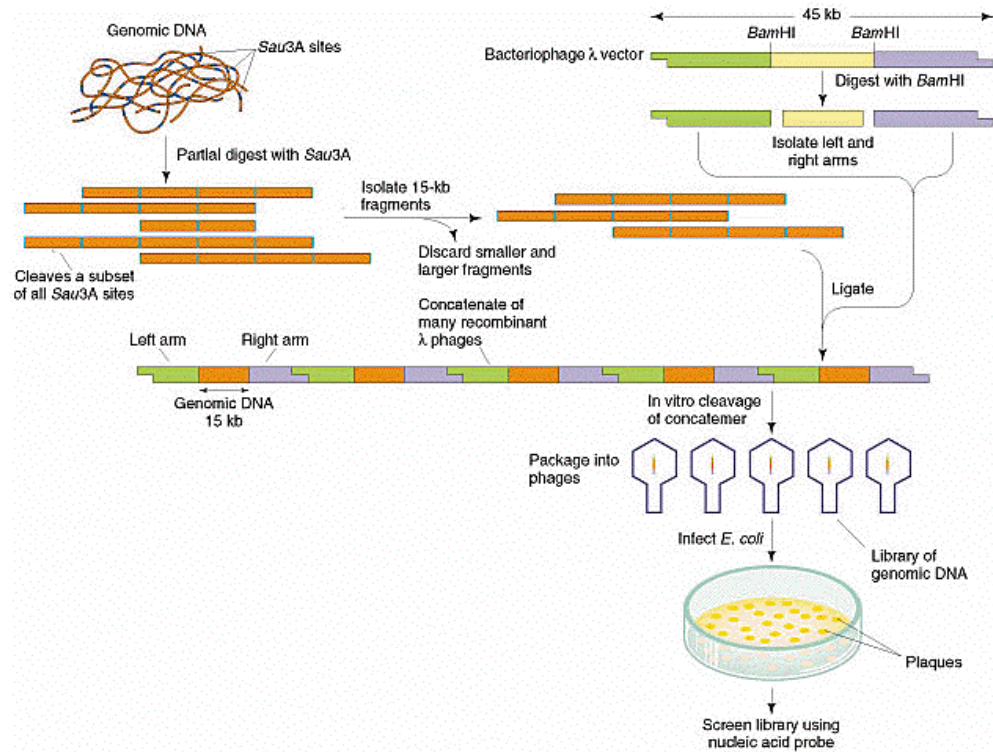 Genomic DNA
Sau3A sites
Partial digest with Sau3A
Cleaves a subset
of all Sau3A sites
Isolate 15-kb
fragments
Discard smaller and
larger fragments
45 kb
BamHI
BamHI
Bacteriophage λ vector
Digest with BamHI
Isolate left and
right arms
Ligate
Concatenate of
many recombinant
λ phages
Left arm
Right arm
Genomic DNA
15 kb
In vitro cleavage
of concatemer
Package into
phages
Infect E. coli
Library of
genomic DNA
Plaques
Screen library using
nucleic acid probe